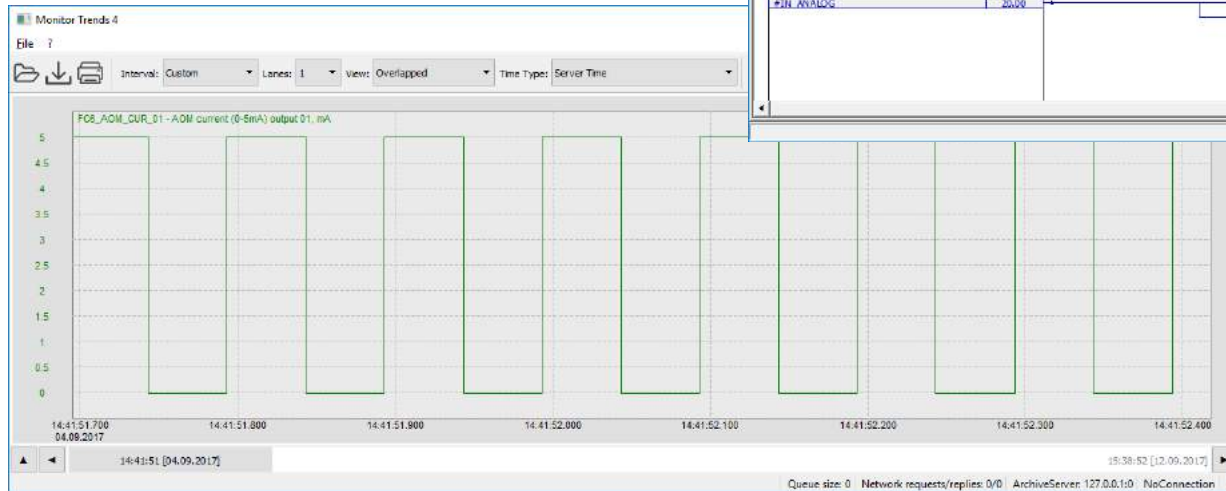 Monitor Trends 4
#IN_ANALOG 20.00
File ?
Interval: Custom Lanes: 1 View: Overlapped Time Type: Server Time
FC6_AOM_CUR_01 - AOM current (0-5mA) output 01, mA
5
4.5
4
3.5
3
2.5
2
1.5
1
0.5
0
14:41:51.700 14:41:51.800 14:41:51.900 14:41:52.000 14:41:52.100 14:41:52.200 14:41:52.300 14:41:52.400
04.09.2017
14:41:51 [04.09.2017] 15:38:52 [12.09.2017]
Queue size: 0 Network requests/replies: 0/0 ArchiveServer: 127.0.0.1:0 NoConnection